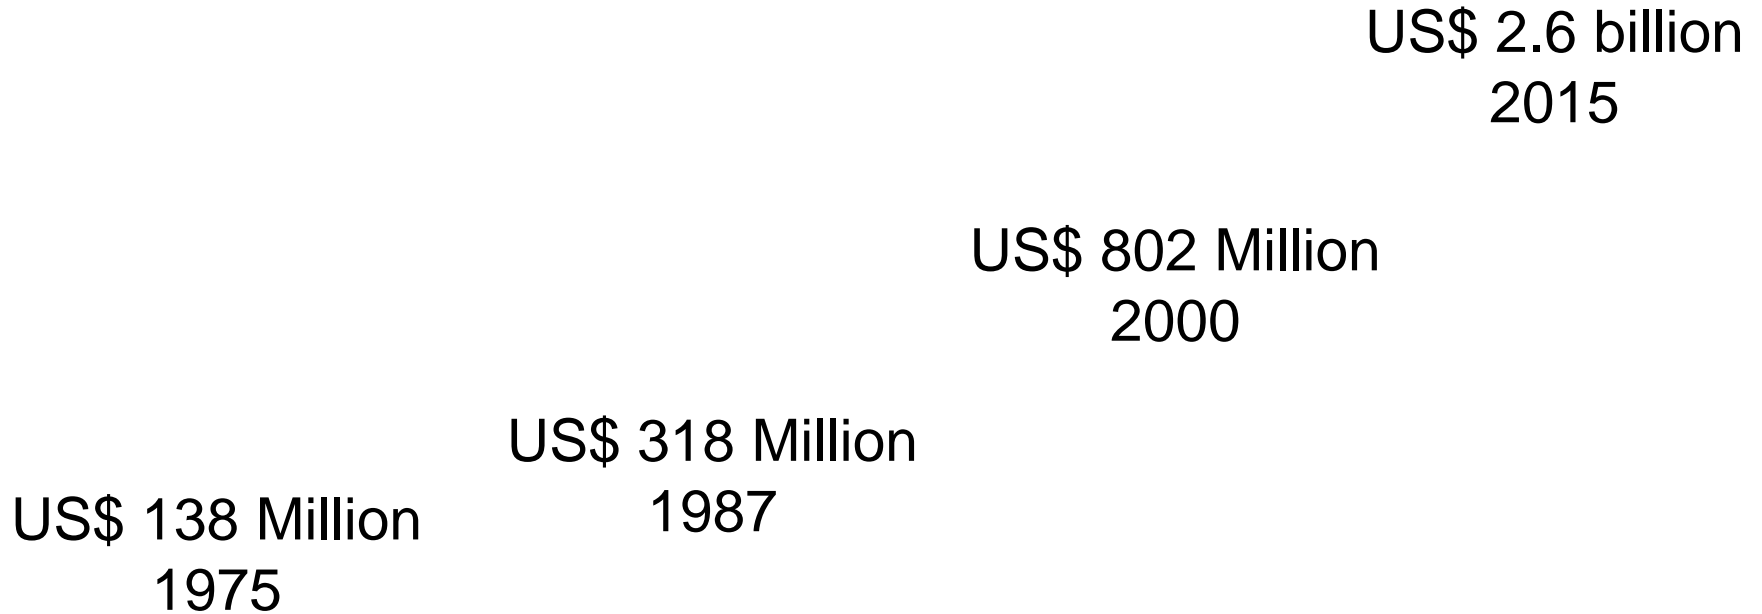 US$ 2.6 billion
2015
US$ 802 Million
2000
US$ 318 Million
1987
US$ 138 Million
1975